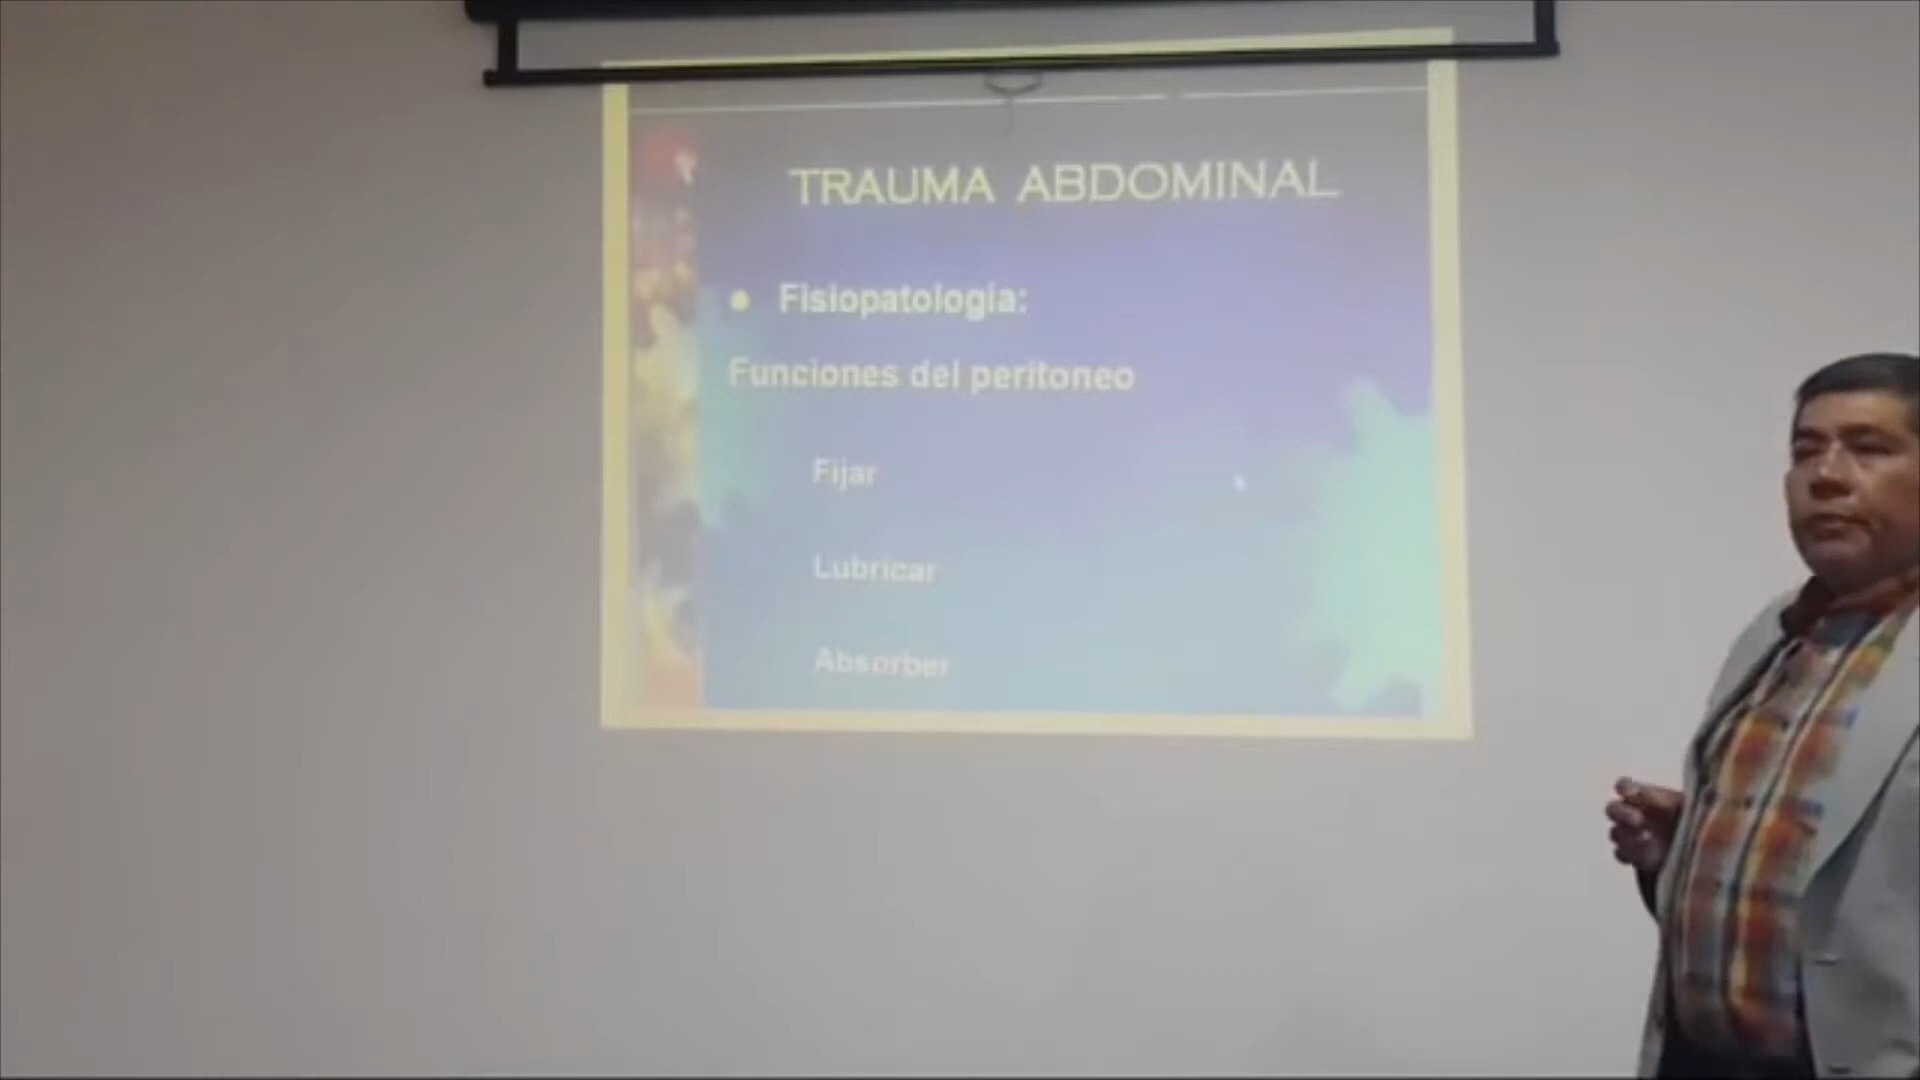 TRAUMA ABDOMINAL
Fisiopatología:
Funciones del peritoneo
Fijar
Lubricar
Absorber